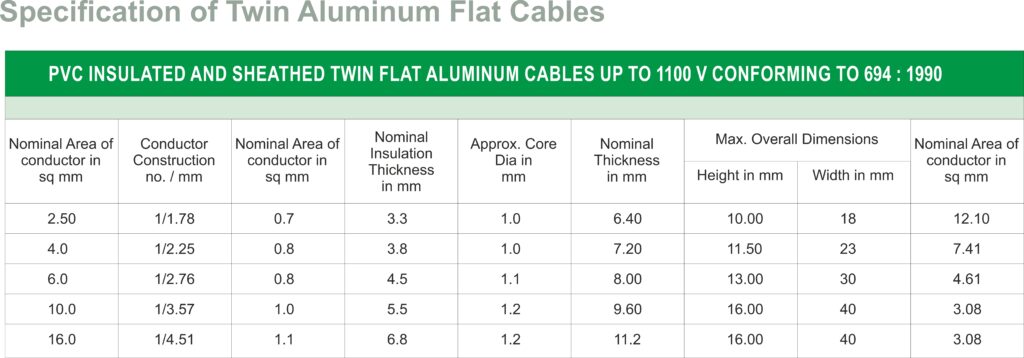 Specification of Twin Aluminum Flat Cables
PVC INSULATED AND SHEATHED TWIN FLAT ALUMINUM CABLES UP TO 1100 V CONFORMING TO 694 : 1990
Nominal Area of
conductor in
sq mm
Conductor
Construction
no. / mm
Nominal Area of
conductor in
sq mm
Nominal
Insulation
Thickness
in mm
Approx. Core
Dia in
mm
Nominal
Thickness
in mm
Max. Overall Dimensions
Height in mm
Width in mm
Nominal Area of
conductor in
sq mm
2.50 1/1.78 0.7 3.3 1.0 6.40 10.00 18 12.10
4.0 1/2.25 0.8 3.8 1.0 7.20 11.50 23 7.41
6.0 1/2.76 0.8 4.5 1.1 8.00 13.00 30 4.61
10.0 1/3.57 1.0 5.5 1.2 9.60 16.00 40 3.08
16.0 1/4.51 1.1 6.8 1.2 11.2 16.00 40 3.08